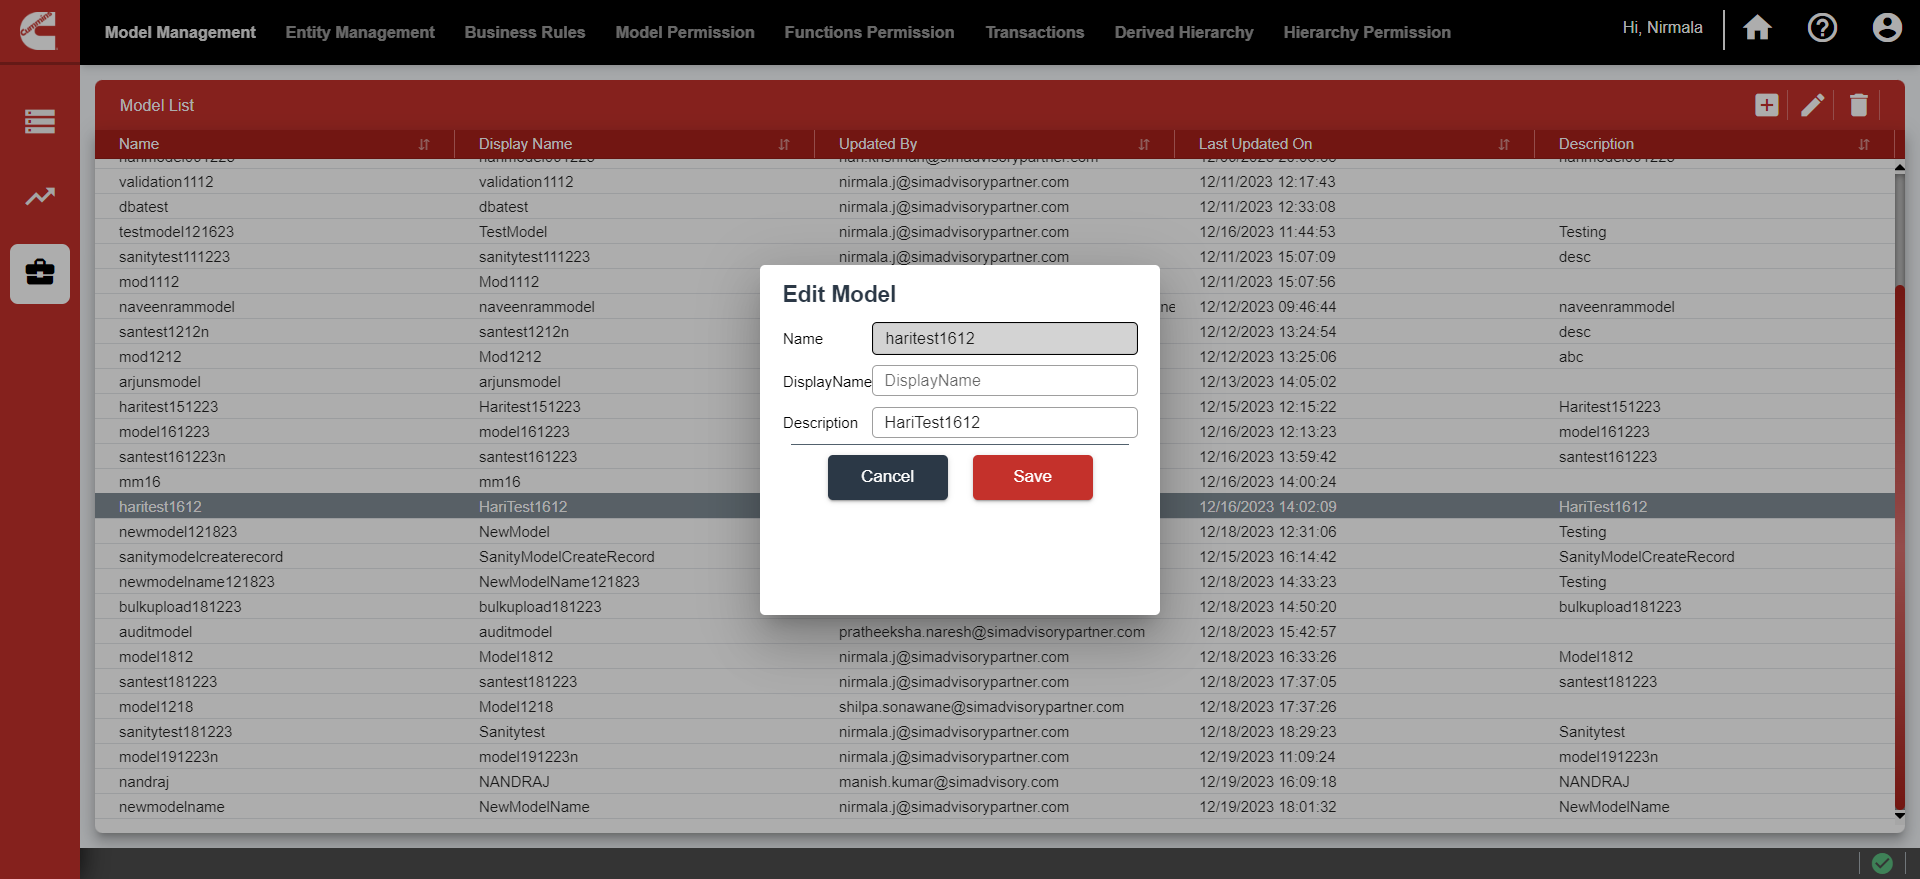 Cummins Model Management Entity Management Business Rules Model Permission Functions Permission Transactions Derived Hierarchy Hierarchy Permission Hi, Nirmala
Model List
Name Display Name Updated By Last Updated On Description
validation1112 validation1112 nirmala.j@simadvisorypartner.com 12/11/2023 12:17:43
dbatest dbatest nirmala.j@simadvisorypartner.com 12/11/2023 12:33:08
testmodel121623 TestModel nirmala.j@simadvisorypartner.com 12/16/2023 11:44:53 Testing
sanitytest111223 sanitytest111223 nirmala.j@simadvisorypartner.com 12/11/2023 15:07:09 desc
mod1112 Mod1112 12/11/2023 15:07:56
naveenrammodel naveenrammodel ne 12/12/2023 09:46:44 naveenrammodel
santest1212n santest1212n 12/12/2023 13:24:54 desc
mod1212 Mod1212 12/12/2023 13:25:06 abc
arjunsmodel arjunsmodel 12/13/2023 14:05:02
haritest151223 Haritest151223 12/15/2023 12:15:22 Haritest151223
model161223 model161223 12/16/2023 12:13:23 model161223
santest161223n santest161223 12/16/2023 13:59:42 santest161223
mm16 mm16 12/16/2023 14:00:24
haritest1612 HariTest1612 12/16/2023 14:02:09 HariTest1612
newmodel121823 NewModel 12/18/2023 12:31:06 Testing
sanitymodelcreaterecord SanityModelCreateRecord 12/15/2023 16:14:42 SanityModelCreateRecord
newmodelname121823 NewModelName121823 12/18/2023 14:33:23 Testing
bulkupload181223 bulkupload181223 12/18/2023 14:50:20 bulkupload181223
auditmodel auditmodel pratheeksha.naresh@simadvisorypartner.com 12/18/2023 15:42:57
model1812 Model1812 nirmala.j@simadvisorypartner.com 12/18/2023 16:33:26 Model1812
santest181223 santest181223 nirmala.j@simadvisorypartner.com 12/18/2023 17:37:05 santest181223
model1218 Model1218 shilpa.sonawane@simadvisorypartner.com 12/18/2023 17:37:26
sanitytest181223 Sanitytest nirmala.j@simadvisorypartner.com 12/18/2023 18:29:23 Sanitytest
model191223n model191223n nirmala.j@simadvisorypartner.com 12/19/2023 11:09:24 model191223n
nandraj NANDRAJ manish.kumar@simadvisory.com 12/19/2023 16:09:18 NANDRAJ
newmodelname NewModelName nirmala.j@simadvisorypartner.com 12/19/2023 18:01:32 NewModelName
Edit Model
Name haritest1612
DisplayName DisplayName
Description HariTest1612
Cancel Save